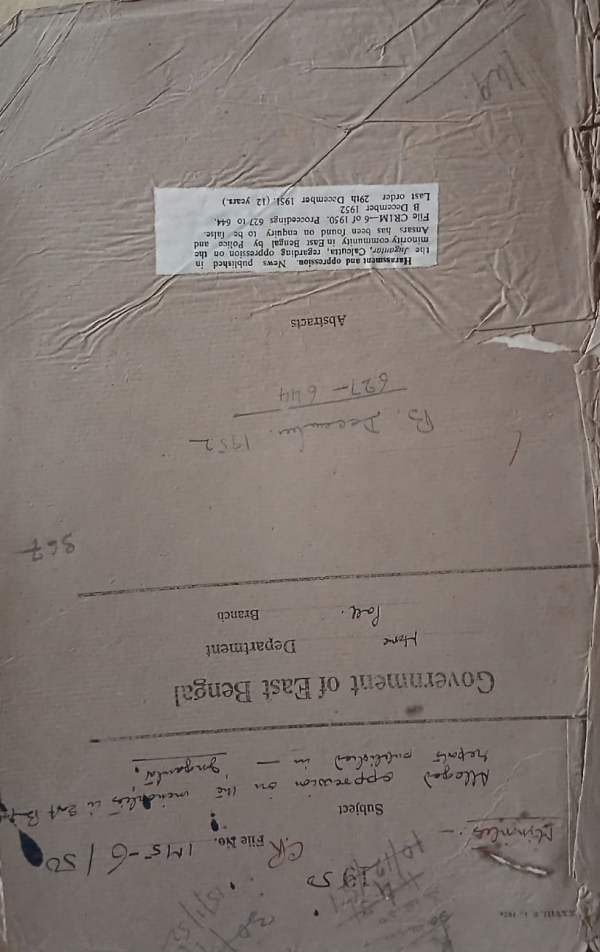 1950
CR
File No. 1M5-6/50
Minorities :-
Subject
Alleged oppression on the minorities in East
reports published in — Jugantar.
Government of East Bengal
Home Department
Poll. Branch
367
B. December. 1952
627-644
Abstracts
Harassment and oppression. News published in
the Jugantar, Calcutta, regarding oppression on the
minority community in East Bengal by Police and
Ansars has been found on enquiry to be false.
File CRIM—6 of 1950. Proceedings 627 to 644.
B December 1952
Last order 29th December 1951. (12 years.)